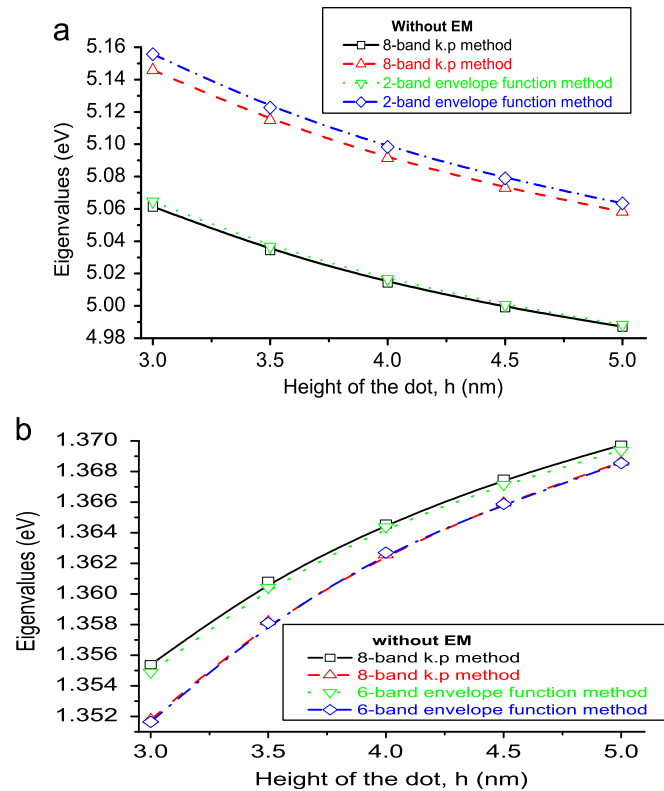 a
Without EM
8-band k.p method
8-band k.p method
2-band envelope function method
2-band envelope function method
5.16
5.14
5.12
5.10
5.08
5.06
5.04
5.02
5.00
4.98
Eigenvalues (eV)
3.0 3.5 4.0 4.5 5.0
Height of the dot, h (nm)
b
1.370
1.368
1.366
1.364
1.362
1.360
1.358
1.356
1.354
1.352
Eigenvalues (eV)
without EM
8-band k.p method
8-band k.p method
6-band envelope function method
6-band envelope function method
3.0 3.5 4.0 4.5 5.0
Height of the dot, h (nm)